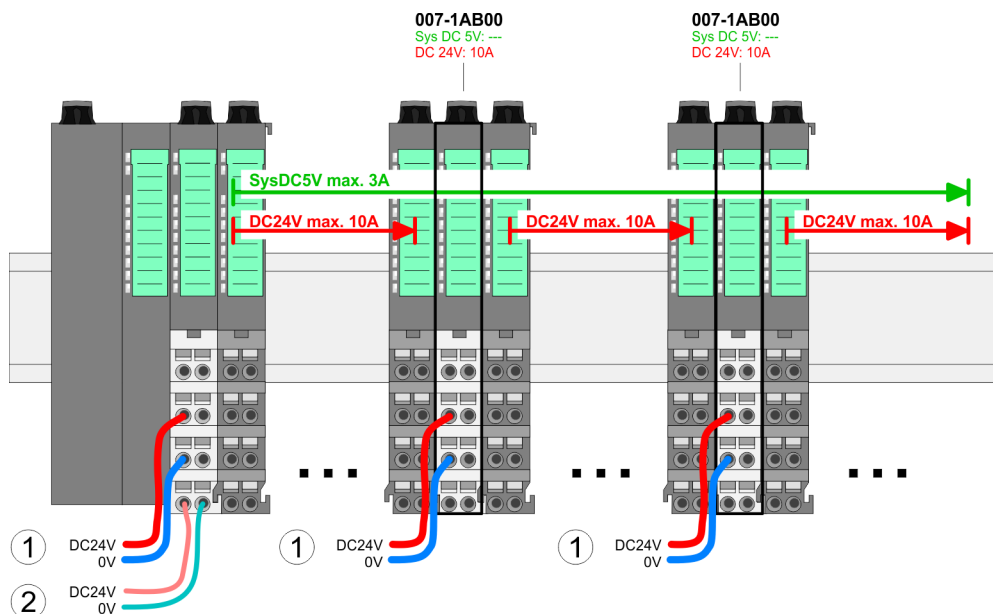 007-1AB00
Sys DC 5V: ---
DC 24V: 10A
007-1AB00
Sys DC 5V: ---
DC 24V: 10A
SysDC5V max. 3A
DC24V max. 10A
DC24V max. 10A
DC24V max. 10A
1
DC24V
0V
1
DC24V
0V
1
DC24V
0V
2
DC24V
0V